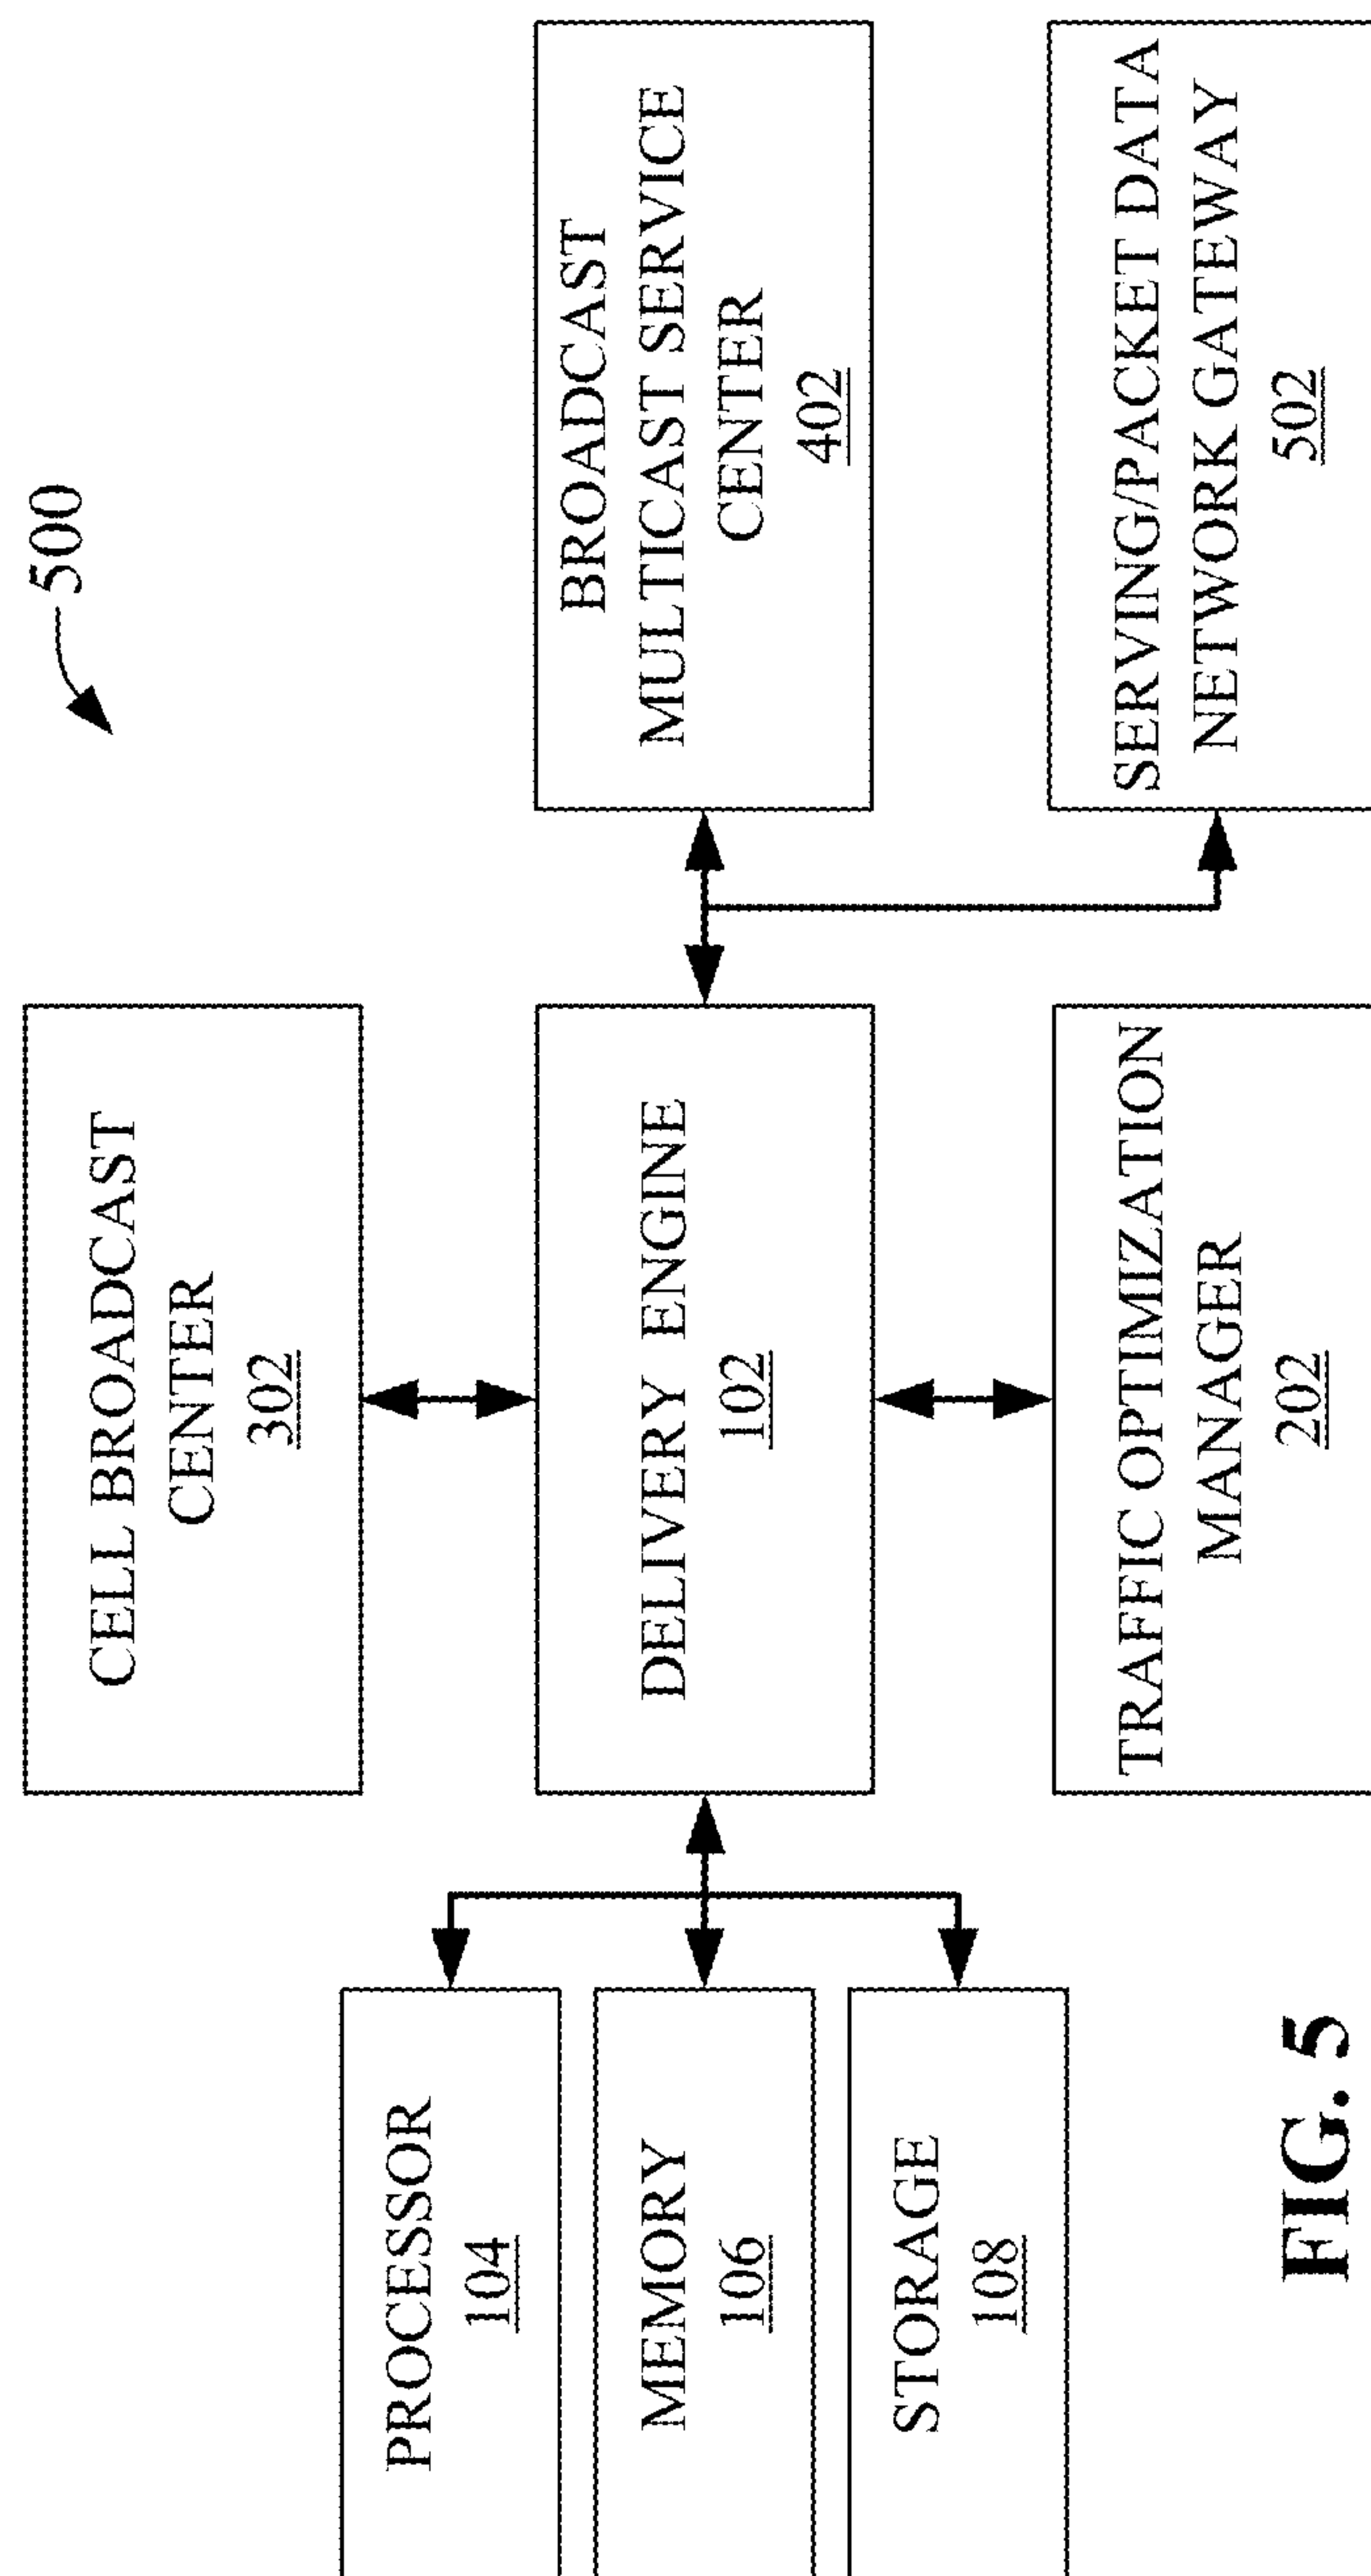 500
CELL BROADCAST
CENTER
302
PROCESSOR
104
MEMORY
106
STORAGE
108
DELIVERY ENGINE
102
BROADCAST
MULTICAST SERVICE
CENTER
402
TRAFFIC OPTIMIZATION
MANAGER
202
SERVING/PACKET DATA
NETWORK GATEWAY
502
FIG. 5